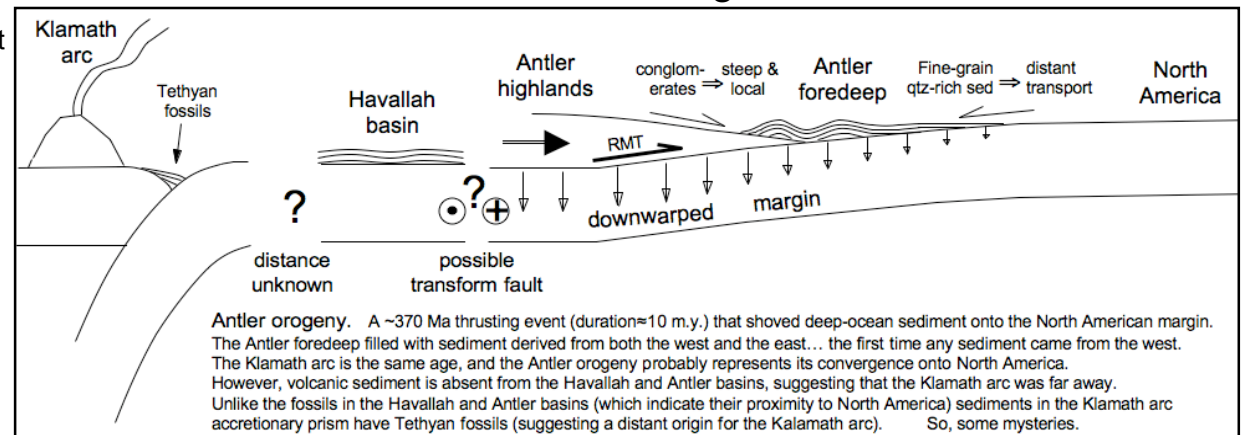 t
Klamath
arc
Tethyan
fossils
Havallah
basin
Antler
highlands
conglom-
erates ⇒ steep &
local
Antler
foredeep
Fine-grain
qtz-rich sed ⇒ distant
transport
North
America
RMT
?
?
downwarped margin
distance
unknown
possible
transform fault
Antler orogeny. A ~370 Ma thrusting event (duration≈10 m.y.) that shoved deep-ocean sediment onto the North American margin.
The Antler foredeep filled with sediment derived from both the west and the east... the first time any sediment came from the west.
The Klamath arc is the same age, and the Antler orogeny probably represents its convergence onto North America.
However, volcanic sediment is absent from the Havallah and Antler basins, suggesting that the Klamath arc was far away.
Unlike the fossils in the Havallah and Antler basins (which indicate their proximity to North America) sediments in the Klamath arc
accretionary prism have Tethyan fossils (suggesting a distant origin for the Kalamath arc). So, some mysteries.